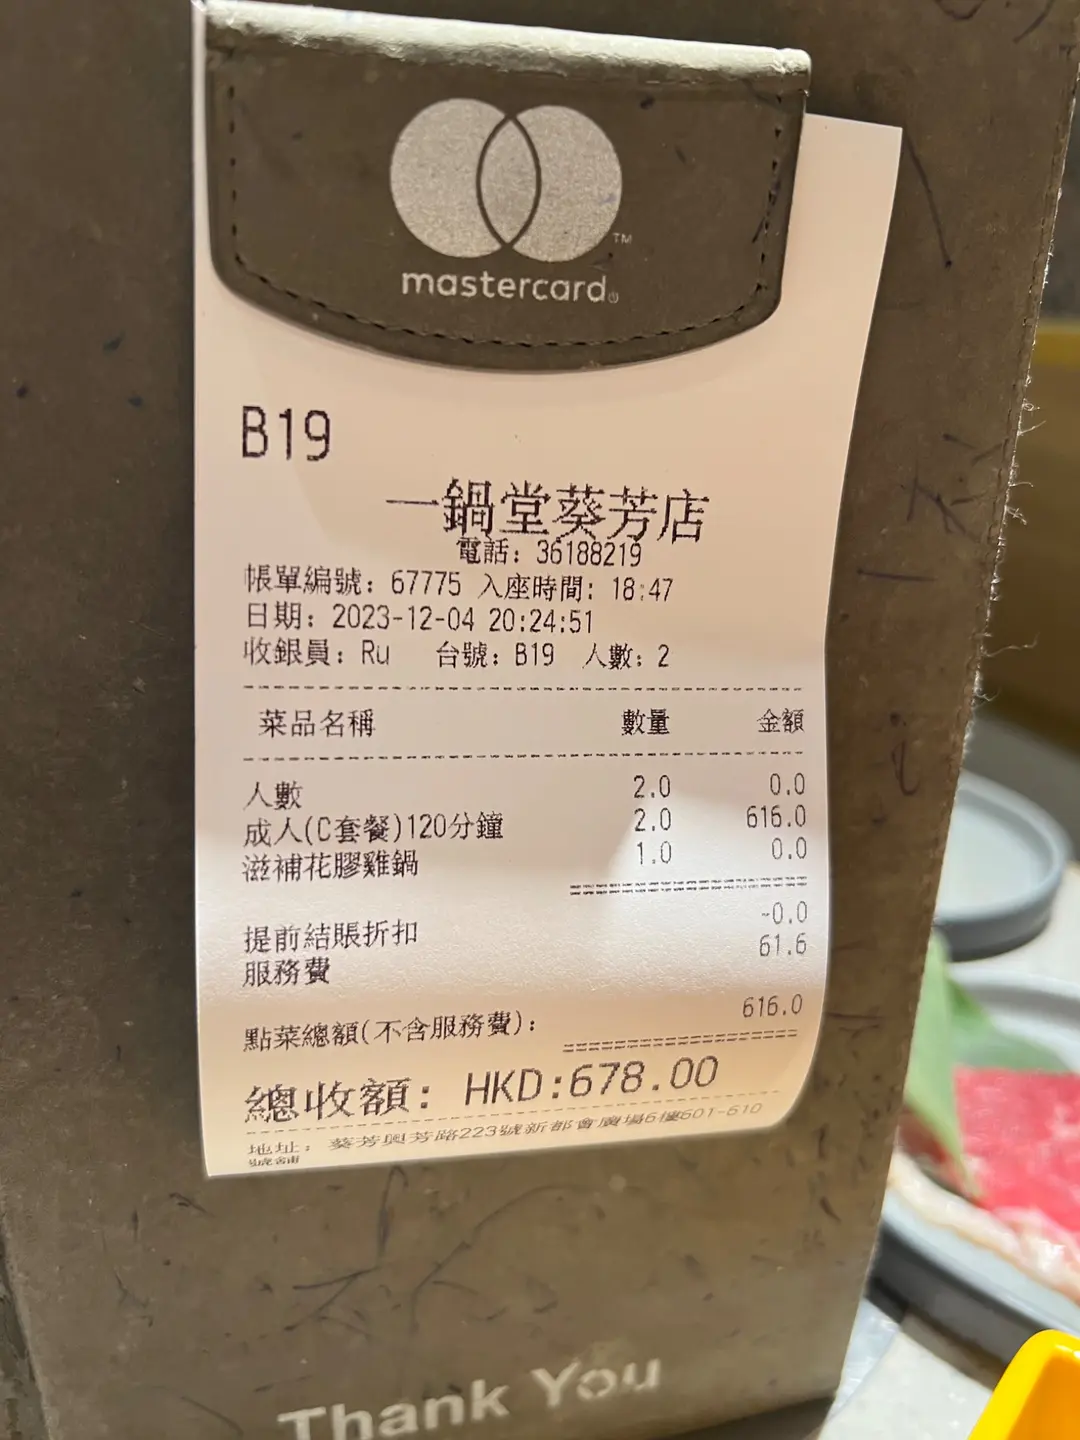 mastercard
TM
B19
一鍋堂葵芳店
電話: 36188219
帳單編號: 67775 入座時間: 18:47
日期: 2023-12-04 20:24:51
收銀員: Ru 台號: B19 人數: 2
菜品名稱 數量 金額
人數 2.0 0.0
成人(C套餐)120分鐘 2.0 616.0
滋補花膠雞鍋 1.0 0.0
提前結賬折扣 -0.0
服務費 61.6
點菜總額(不含服務費): 616.0
總收額: HKD:678.00
地址: 葵芳興芳路223號新都會廣場6樓601-610
號舖
Thank You